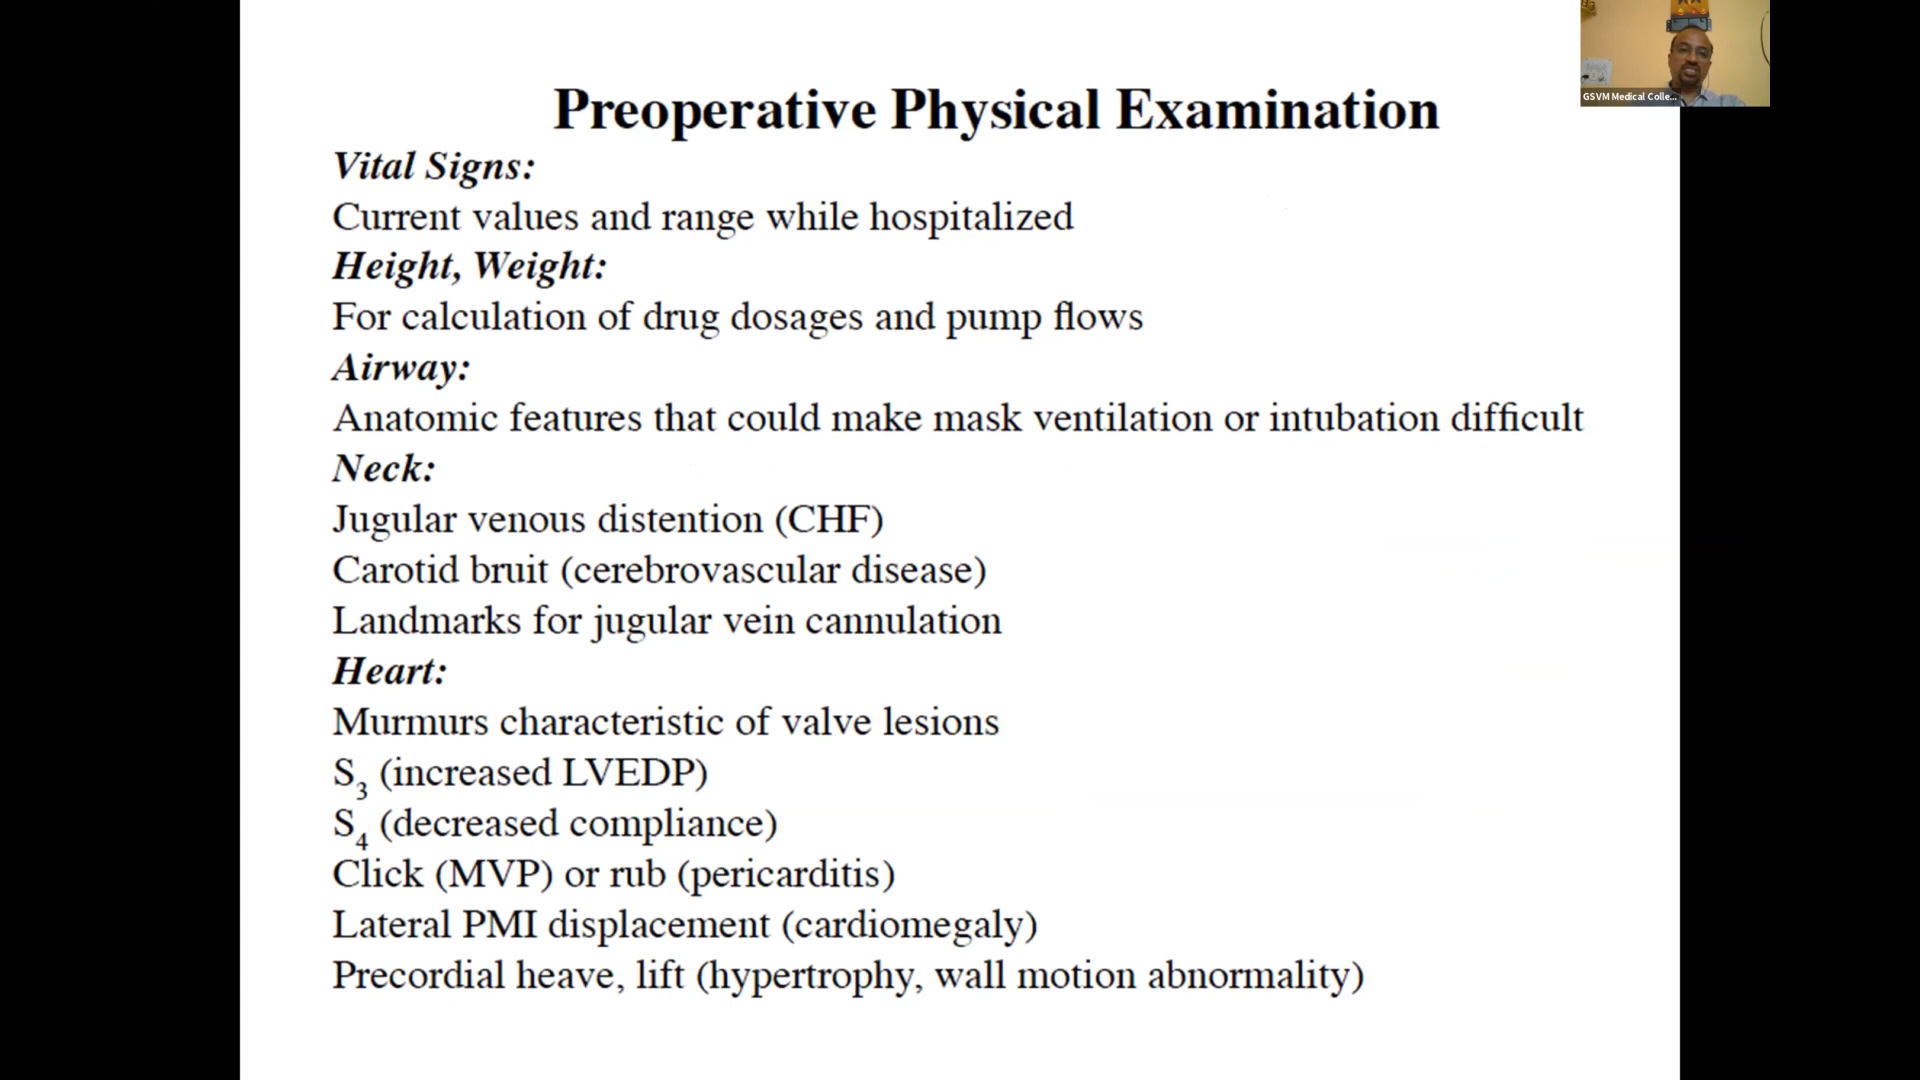 Preoperative Physical Examination
Vital Signs:
Current values and range while hospitalized
Height, Weight:
For calculation of drug dosages and pump flows
Airway:
Anatomic features that could make mask ventilation or intubation difficult
Neck:
Jugular venous distention (CHF)
Carotid bruit (cerebrovascular disease)
Landmarks for jugular vein cannulation
Heart:
Murmurs characteristic of valve lesions
S₃ (increased LVEDP)
S₄ (decreased compliance)
Click (MVP) or rub (pericarditis)
Lateral PMI displacement (cardiomegaly)
Precordial heave, lift (hypertrophy, wall motion abnormality)
GSVM Medical Colle...